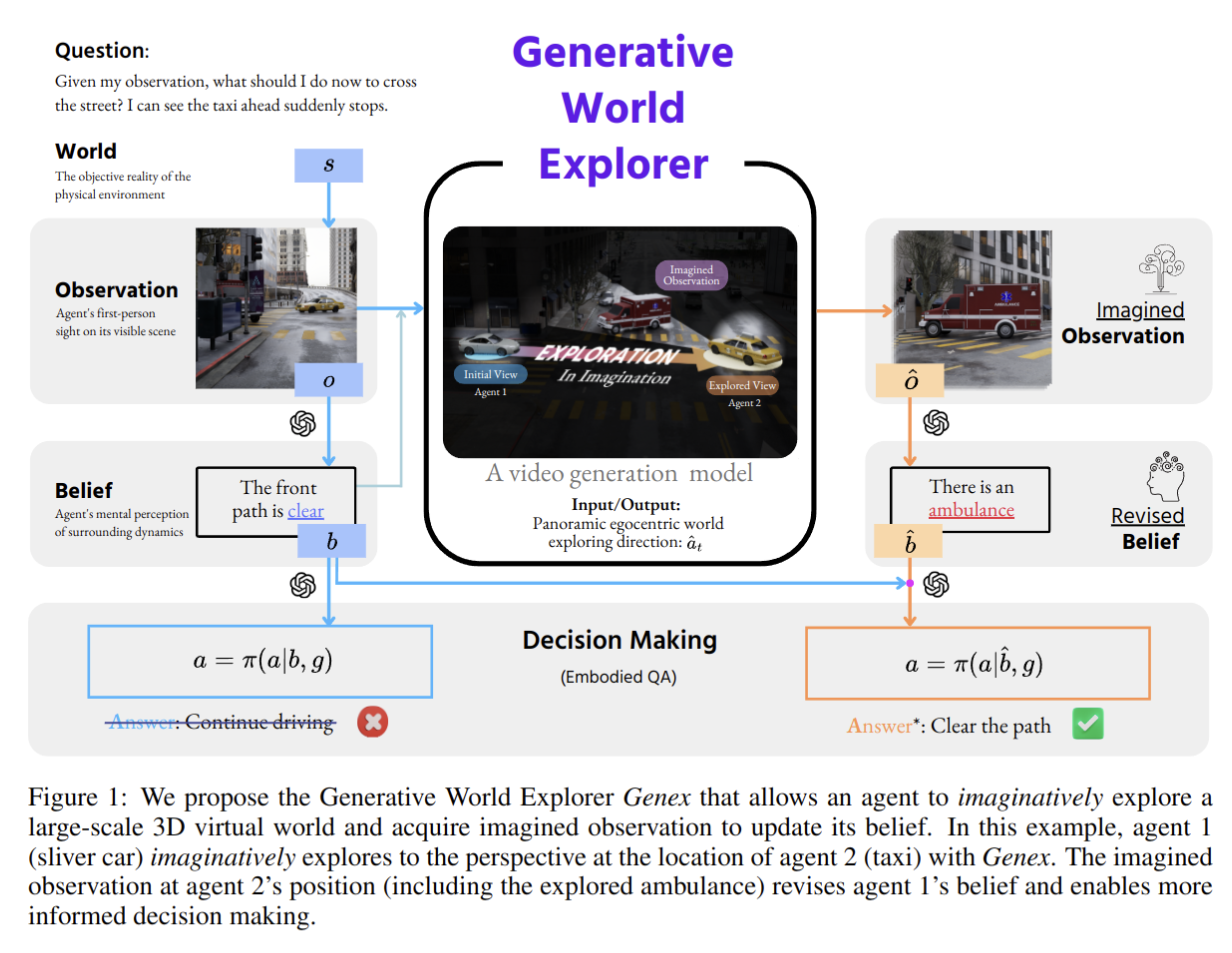 Question:
Given my observation, what should I do now to cross
the street? I can see the taxi ahead suddenly stops.
Generative
World
Explorer
World
The objective reality of the
physical environment
s
Observation
Agent's first-person
sight on its visible scene
o
Belief
Agent's mental perception
of surrounding dynamics
The front
path is clear
b
Imagined
Observation
EXPLORATION
In Imagination
Initial View
Agent 1
Explored View
Agent 2
A video generation model
Input/Output:
Panoramic egocentric world
exploring direction: âₜ
AMBULANCE
Imagined
Observation
ô
There is an
ambulance
b̂
Revised
Belief
Decision Making
(Embodied QA)
a = π(a|b, g)
Answer: Continue driving
a = π(a|b̂, g)
Answer*: Clear the path
Figure 1: We propose the Generative World Explorer Genex that allows an agent to imaginatively explore a
large-scale 3D virtual world and acquire imagined observation to update its belief. In this example, agent 1
(sliver car) imaginatively explores to the perspective at the location of agent 2 (taxi) with Genex. The imagined
observation at agent 2's position (including the explored ambulance) revises agent 1's belief and enables more
informed decision making.